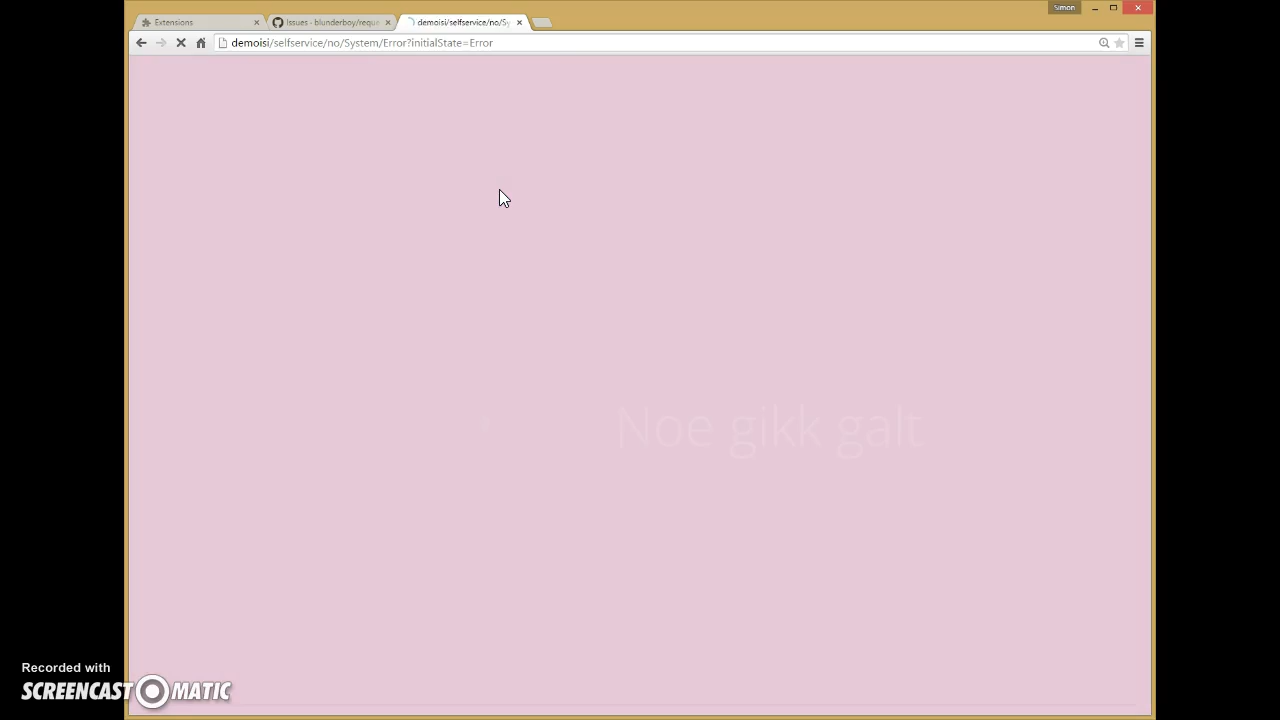 Simon
Extensions
Issues - blunderboy/reque
demoisi/selfservice/no/Sy
demoisi/selfservice/no/System/Error?initialState=Error
Noe gikk galt
Recorded with
SCREENCAST MATIC